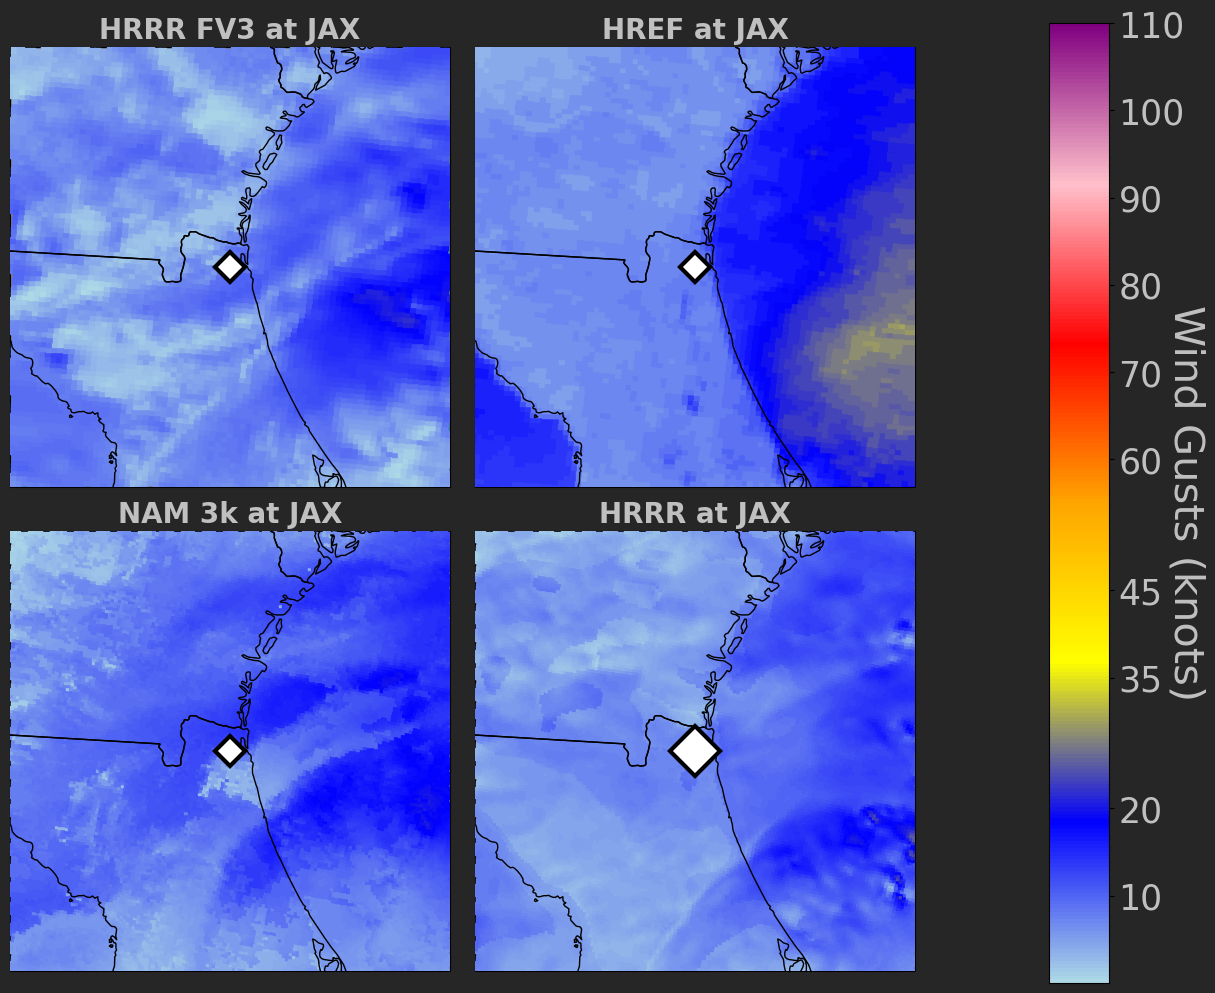 HRRR FV3 at JAX
HREF at JAX
NAM 3k at JAX
HRRR at JAX
110
100
90
80
70
60
45
35
20
10
Wind Gusts (knots)